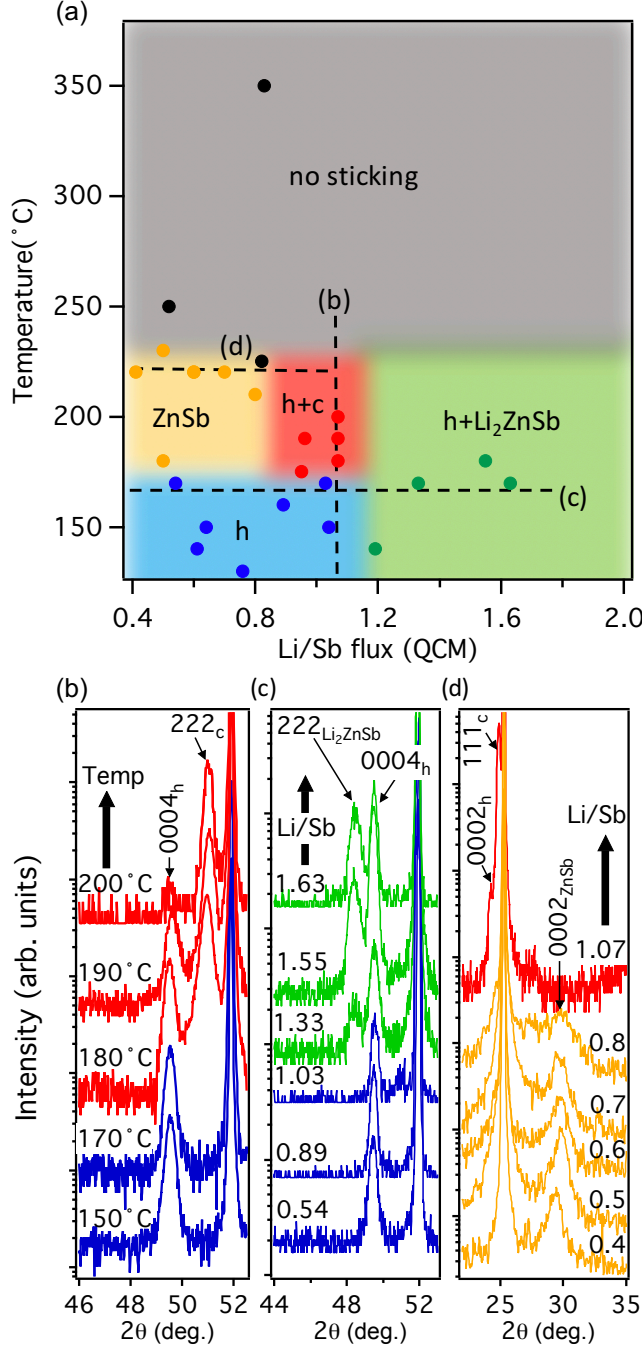 (a)
350
300
250
200
150
Temperature(˚C)
no sticking
(b)
(d)
ZnSb
h+c
h+Li₂ZnSb
(c)
h
0.4 0.8 1.2 1.6 2.0
Li/Sb flux (QCM)
(b) (c) (d)
Intensity (arb. units)
222c
Temp
0004h
200˚C
190˚C
180˚C
170˚C
150˚C
46 48 50 52
2θ (deg.)
222Li₂ZnSb
0004h
Li/Sb
1.63
1.55
1.33
1.03
0.89
0.54
44 48 52
2θ (deg.)
111c
0002h
Li/Sb
0002ZnSb
1.07
0.8
0.7
0.6
0.5
0.4
25 30 35
2θ (deg.)